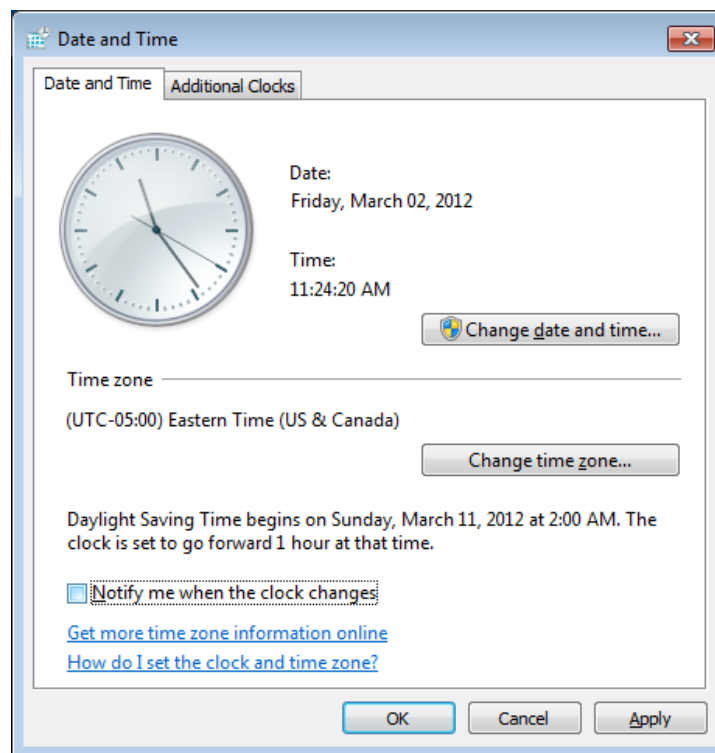 Date and Time
Date and Time
Additional Clocks
Date:
Friday, March 02, 2012
Time:
11:24:20 AM
Change date and time...
Time zone
(UTC-05:00) Eastern Time (US & Canada)
Change time zone...
Daylight Saving Time begins on Sunday, March 11, 2012 at 2:00 AM. The
clock is set to go forward 1 hour at that time.
Notify me when the clock changes
Get more time zone information online
How do I set the clock and time zone?
OK
Cancel
Apply